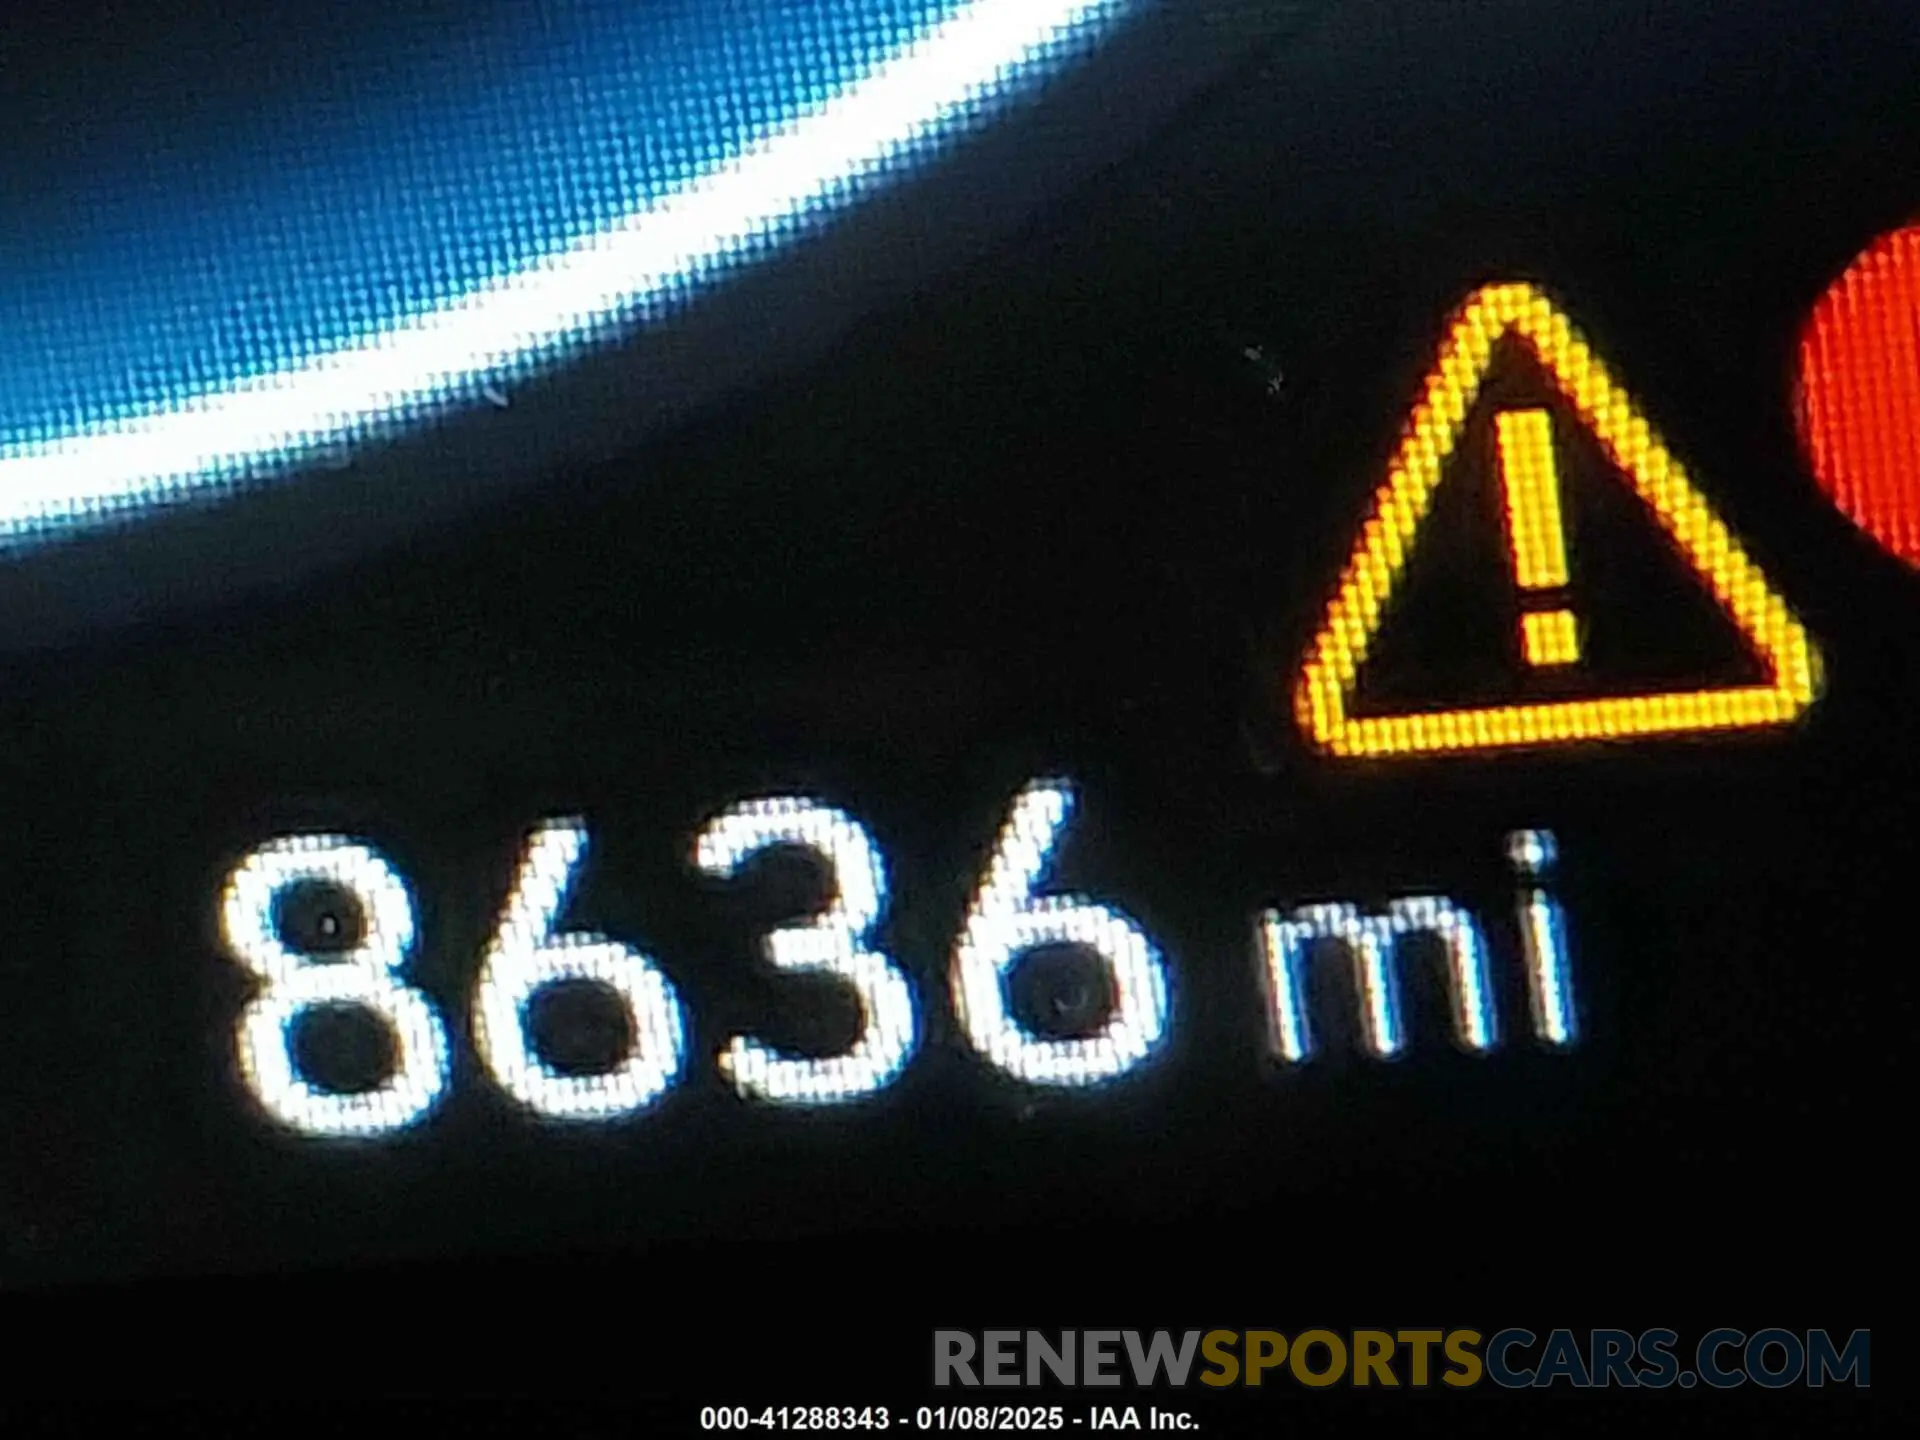 8636 mi
RENEWSPORTSCARS.COM
000-41288343 - 01/08/2025 - IAA Inc.